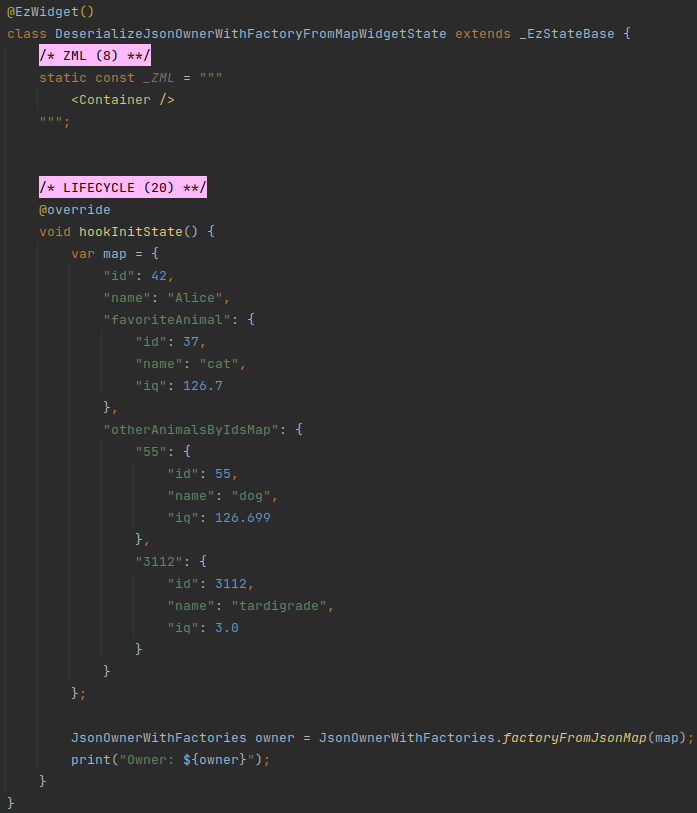 @EzWidget()
class DeserializeJsonOwnerWithFactoryFromMapWidgetState extends _EzStateBase {
    /* ZML (8) **/
    static const _ZML = """
        <Container />
    """;

    /* LIFECYCLE (20) **/
    @override
    void hookInitState() {
        var map = {
            "id": 42,
            "name": "Alice",
            "favoriteAnimal": {
                "id": 37,
                "name": "cat",
                "iq": 126.7
            },
            "otherAnimalsByIdsMap": {
                "55": {
                    "id": 55,
                    "name": "dog",
                    "iq": 126.699
                },
                "3112": {
                    "id": 3112,
                    "name": "tardigrade",
                    "iq": 3.0
                }
            }
        };

        JsonOwnerWithFactories owner = JsonOwnerWithFactories.factoryFromJsonMap(map);
        print("Owner: ${owner}");
    }
}